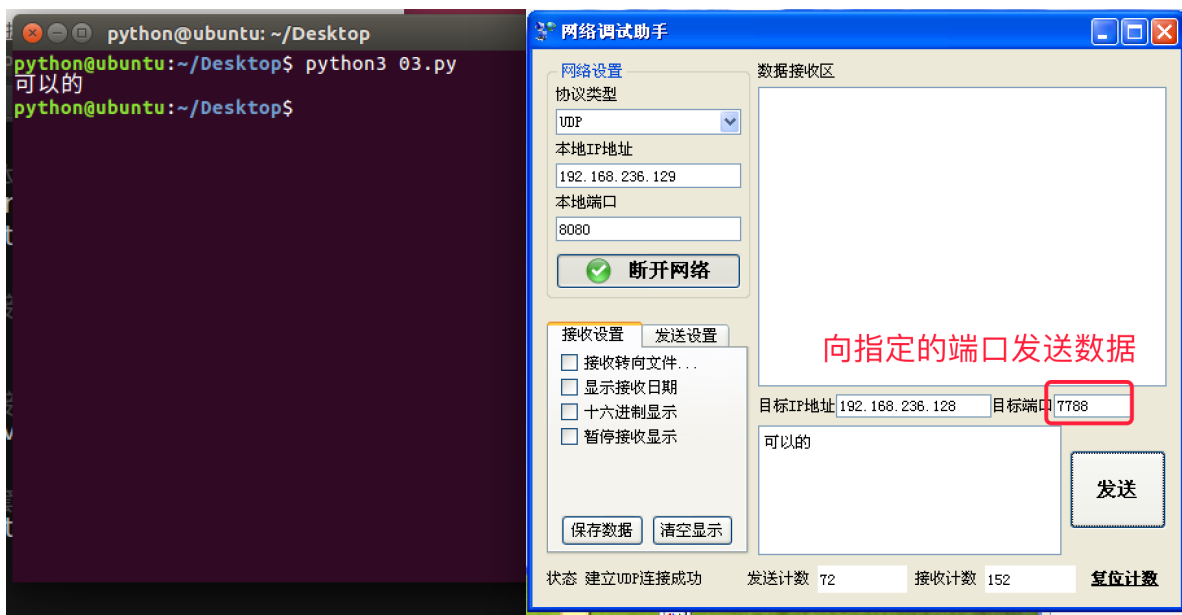 python@ubuntu: ~/Desktop
python@ubuntu:~/Desktop$ python3 03.py
可以的
python@ubuntu:~/Desktop$
网络调试助手
网络设置
协议类型
UDP
本地IP地址
192.168.236.129
本地端口
8080
断开网络
接收设置 发送设置
接收转向文件...
显示接收日期
十六进制显示
暂停接收显示
保存数据 清空显示
数据接收区
向指定的端口发送数据
目标IP地址 192.168.236.128 目标端口 7788
可以的
发送
状态 建立UDP连接成功 发送计数 72 接收计数 152 复位计数